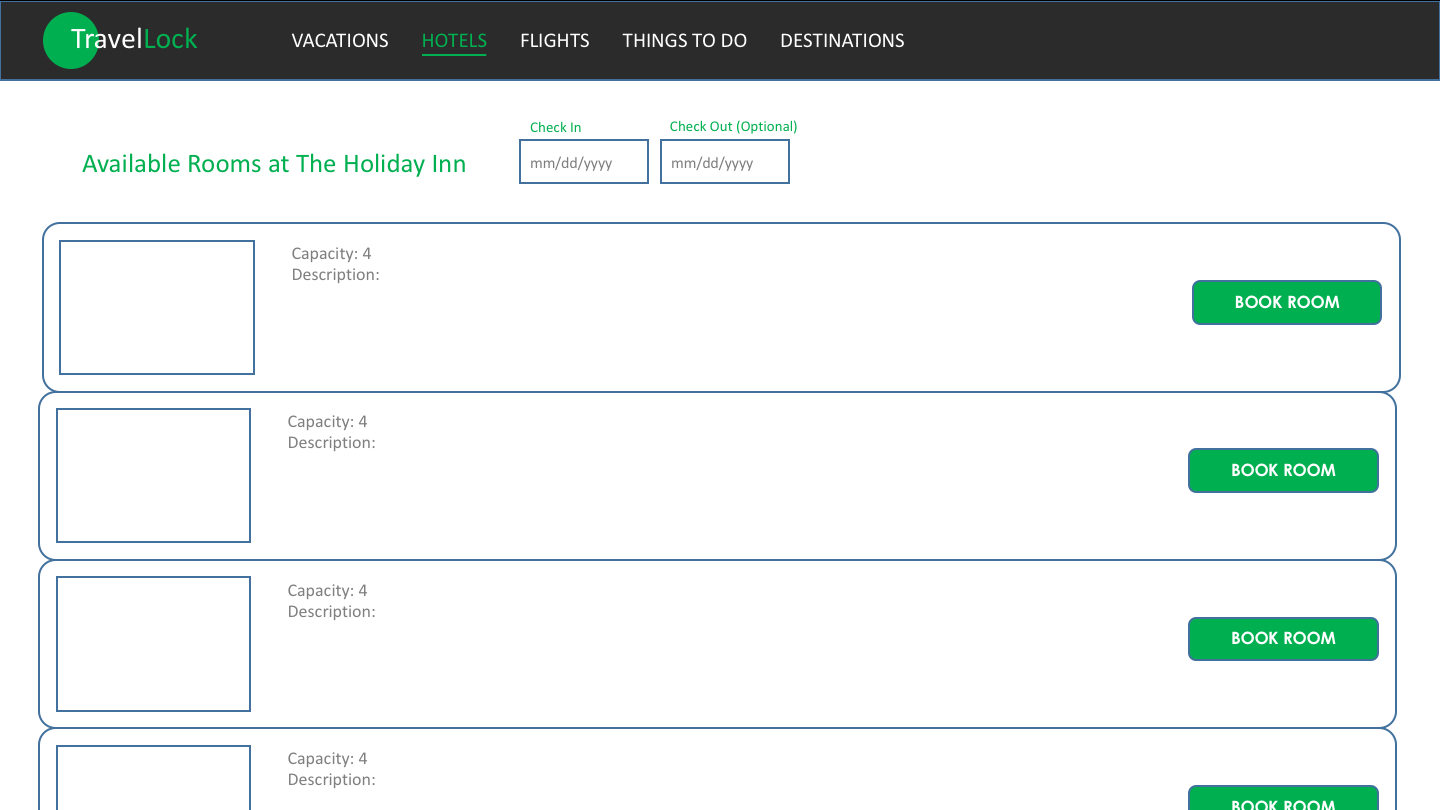 TravelLock
VACATIONS HOTELS FLIGHTS THINGS TO DO DESTINATIONS
Check In Check Out (Optional)
Available Rooms at The Holiday Inn mm/dd/yyyy mm/dd/yyyy
Capacity: 4
Description:
BOOK ROOM
Capacity: 4
Description:
BOOK ROOM
Capacity: 4
Description:
BOOK ROOM
Capacity: 4
Description:
BOOK ROOM